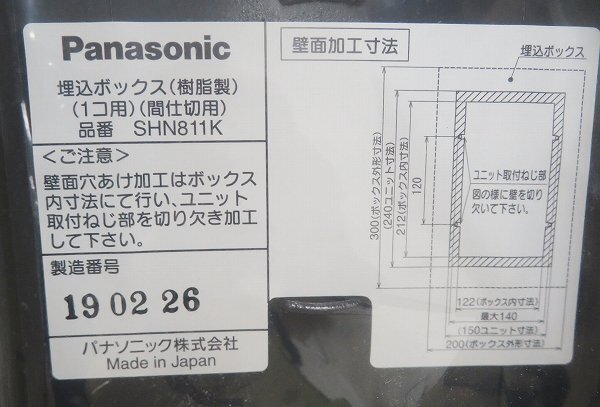 Panasonic
埋込ボックス(樹脂製)
(1コ用)(間仕切用)
品番 SHN811K
<ご注意>
壁面穴あけ加工はボックス
内寸法にて行い、ユニット
取付ねじ部を切り欠き加工
して下さい。
製造番号
19 02 26
パナソニック株式会社
Made in Japan
壁面加工寸法
埋込ボックス
300(ボックス外形寸法)
(240ユニット寸法)
212(ボックス内寸法)
120
ユニット取付ねじ部
図の様に壁を切り
欠いて下さい。
122(ボックス内寸法)
最大140
(150ユニット寸法)
200(ボックス外形寸法)